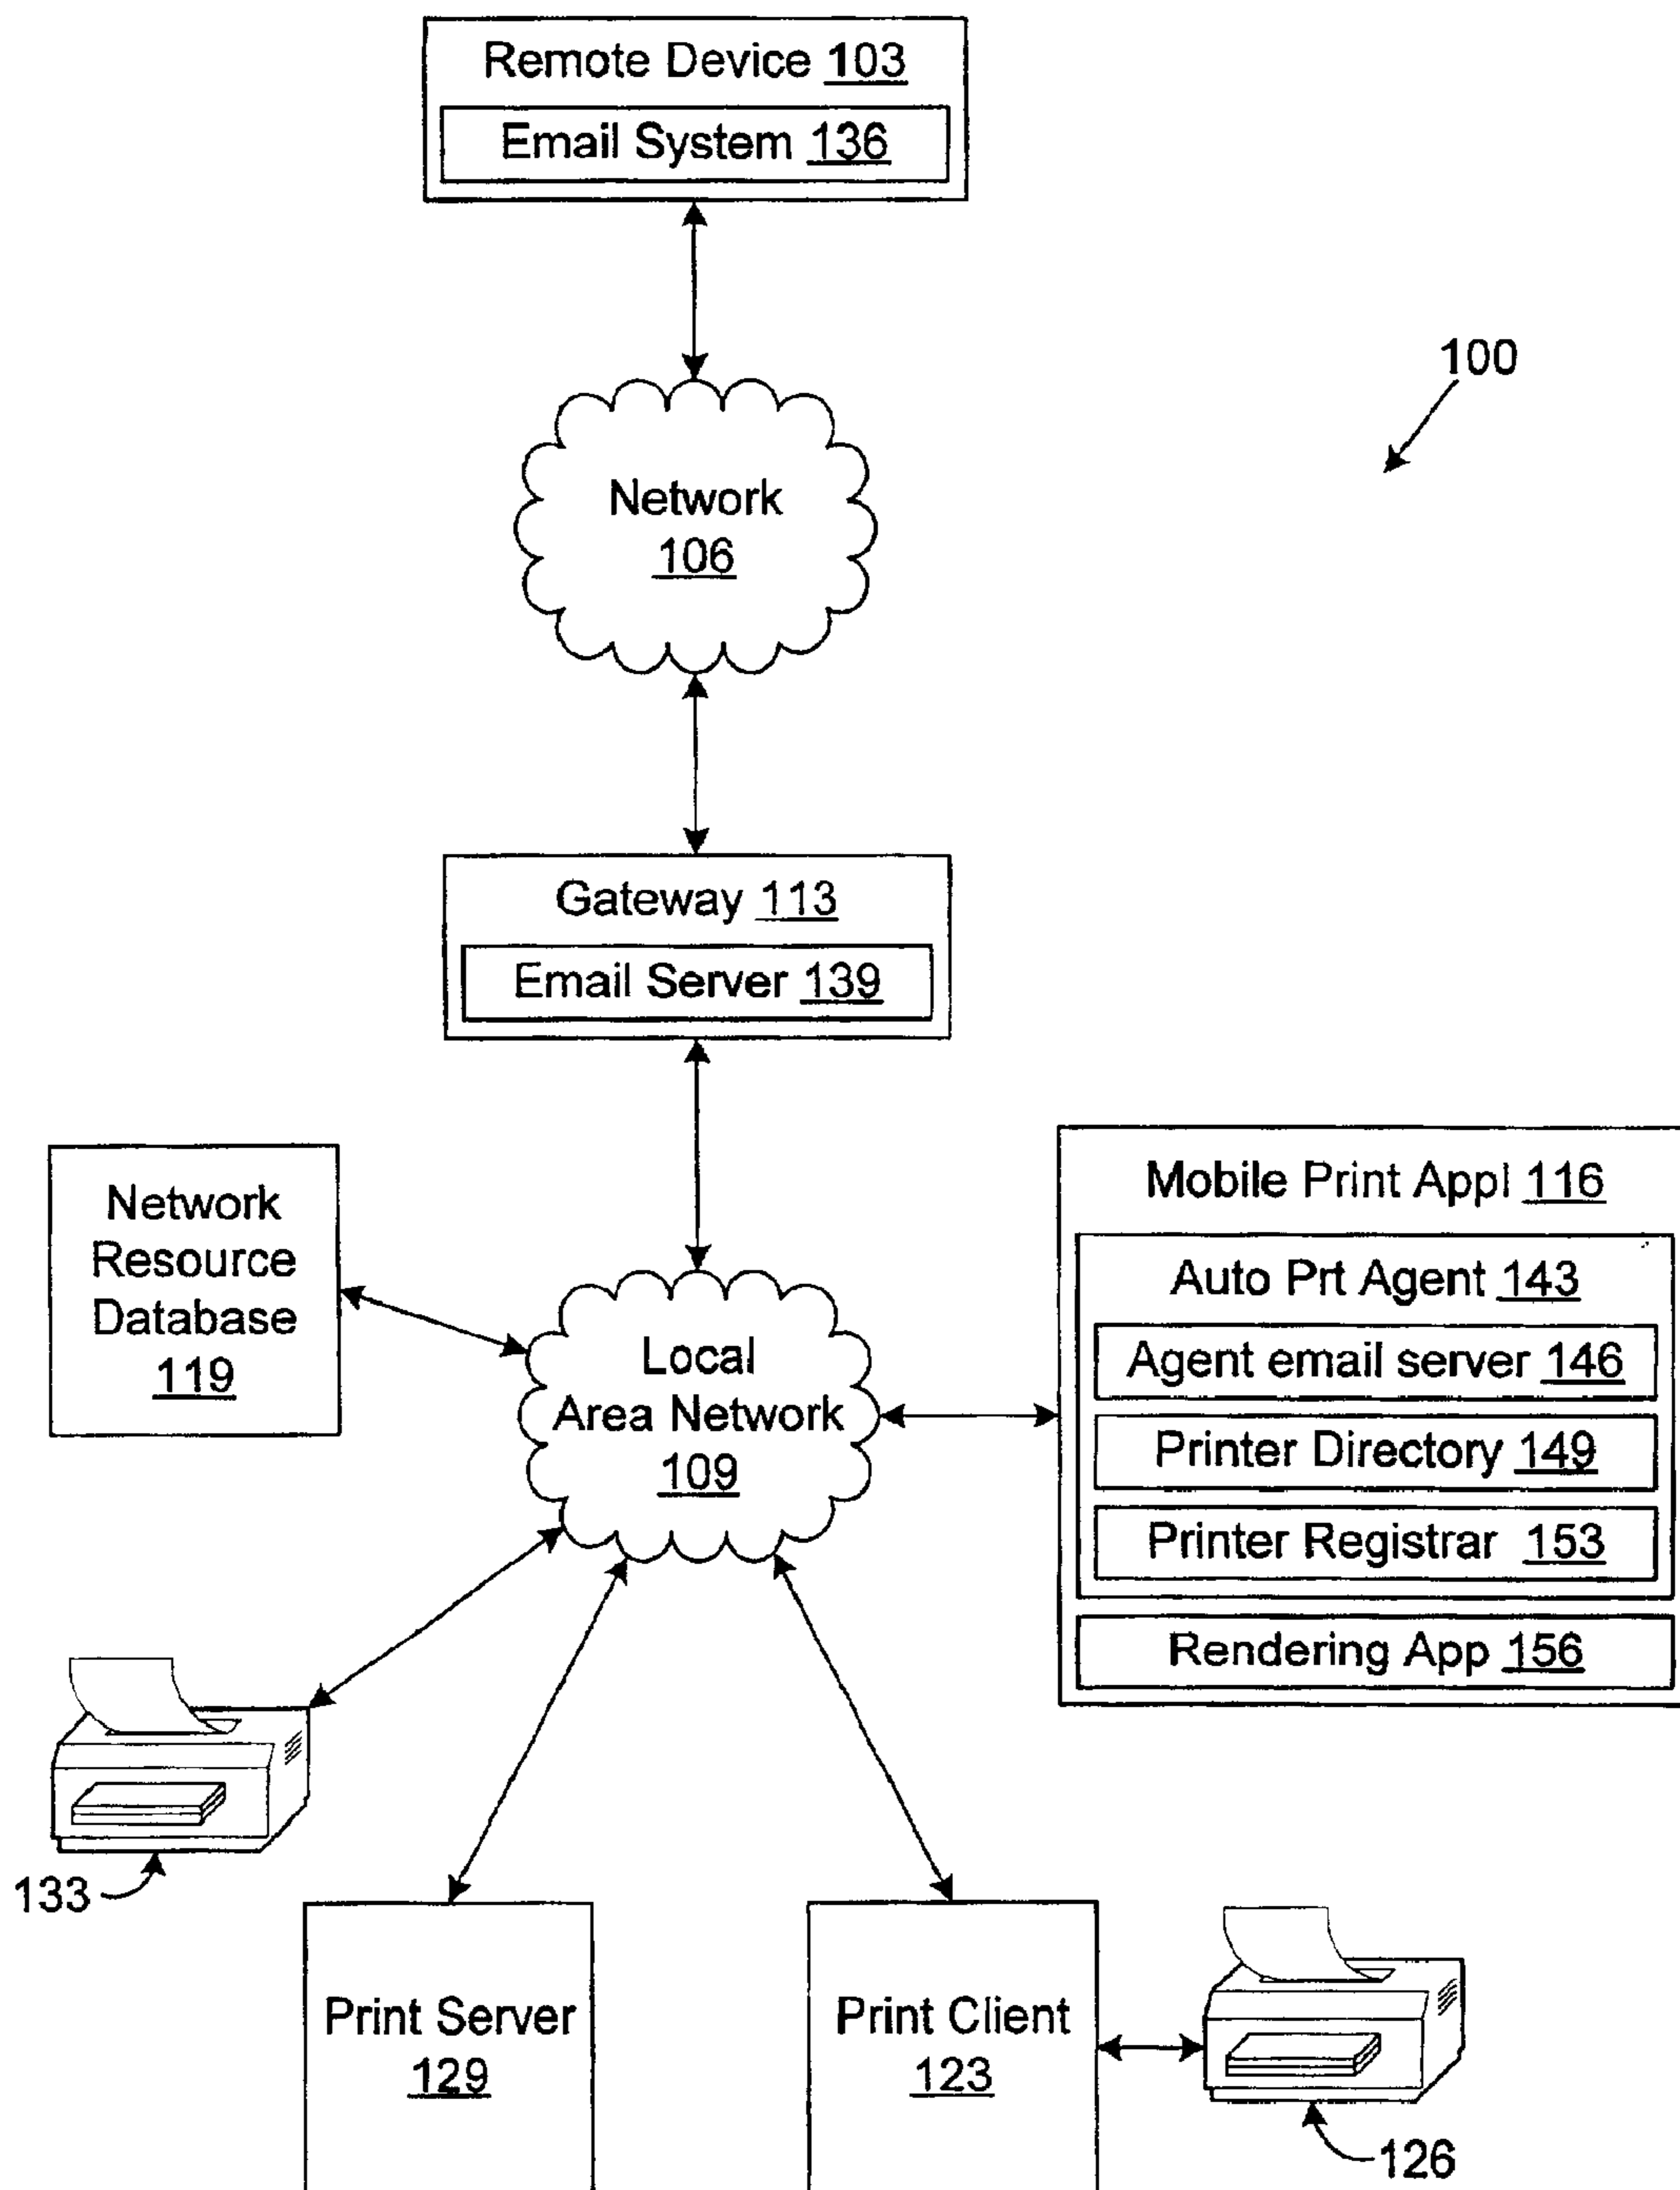 Remote Device 103
Email System 136
100
Network
106
Gateway 113
Email Server 139
Network
Resource
Database
119
Local
Area Network
109
Mobile Print Appl 116
Auto Prt Agent 143
Agent email server 146
Printer Directory 149
Printer Registrar 153
Rendering App 156
133
Print Server
129
Print Client
123
126